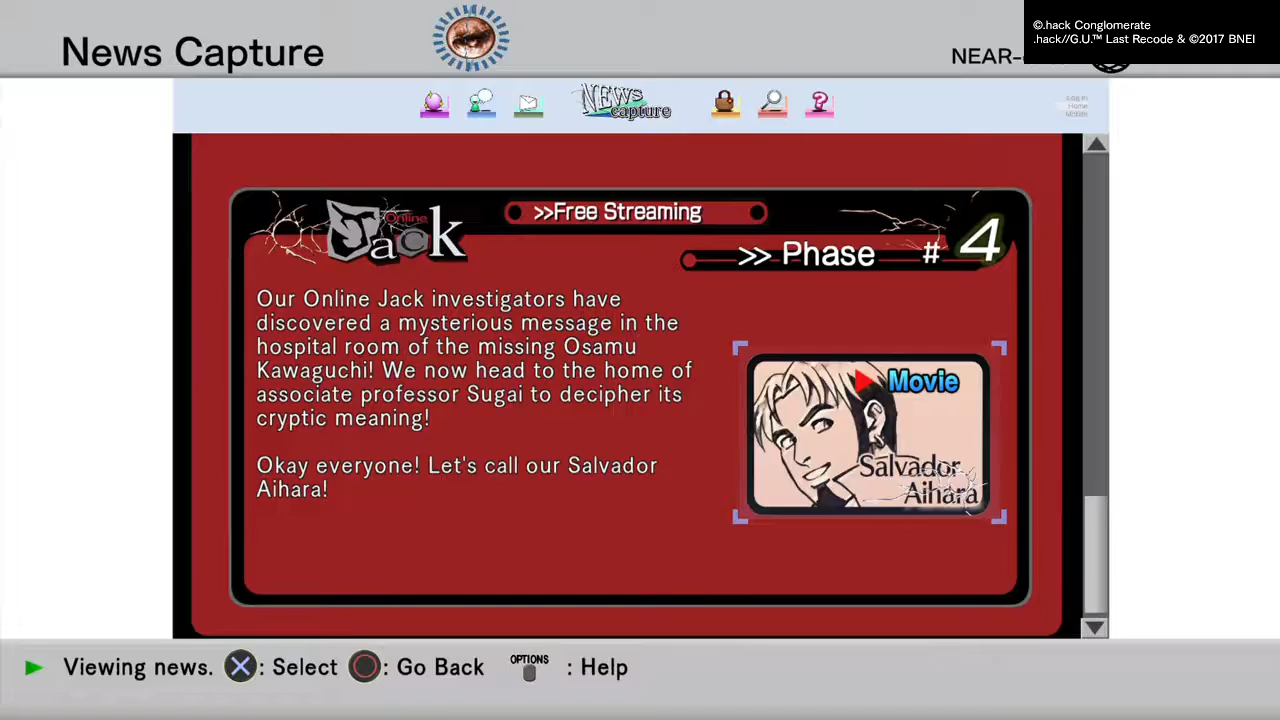 News Capture
©.hack Conglomerate
.hack//G.U.™ Last Recode & ©2017 BNEI
NEWS
capture
Log In
Home
Online
Jack
>>Free Streaming
>> Phase # 4
Our Online Jack investigators have
discovered a mysterious message in the
hospital room of the missing Osamu
Kawaguchi! We now head to the home of
associate professor Sugai to decipher its
cryptic meaning!
Okay everyone! Let's call our Salvador
Aihara!
Movie
Salvador
Aihara
Viewing news. : Select : Go Back OPTIONS : Help